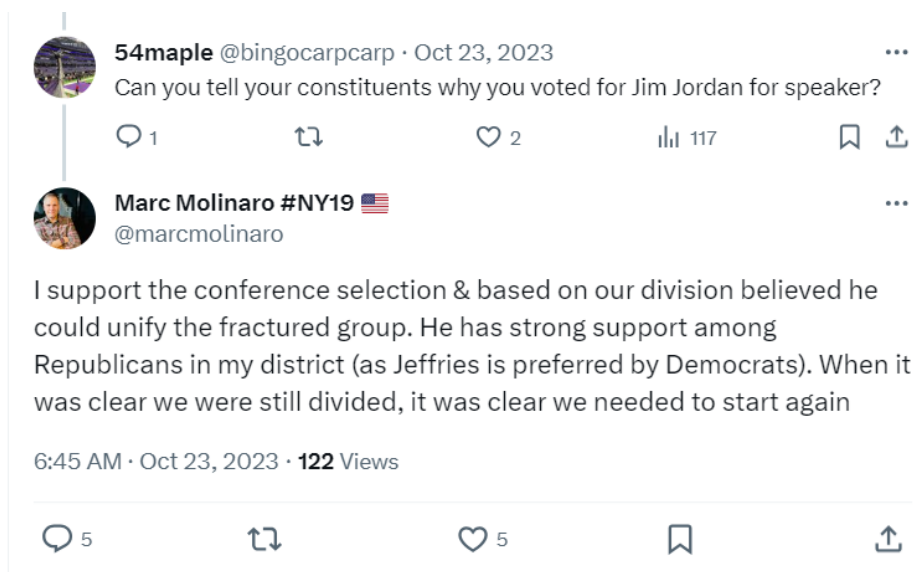 54maple @bingocarpcarp · Oct 23, 2023
Can you tell your constituents why you voted for Jim Jordan for speaker?
1 2 117
Marc Molinaro #NY19 🇺🇸
@marcmolinaro
I support the conference selection & based on our division believed he
could unify the fractured group. He has strong support among
Republicans in my district (as Jeffries is preferred by Democrats). When it
was clear we were still divided, it was clear we needed to start again
6:45 AM · Oct 23, 2023 · 122 Views
5 5